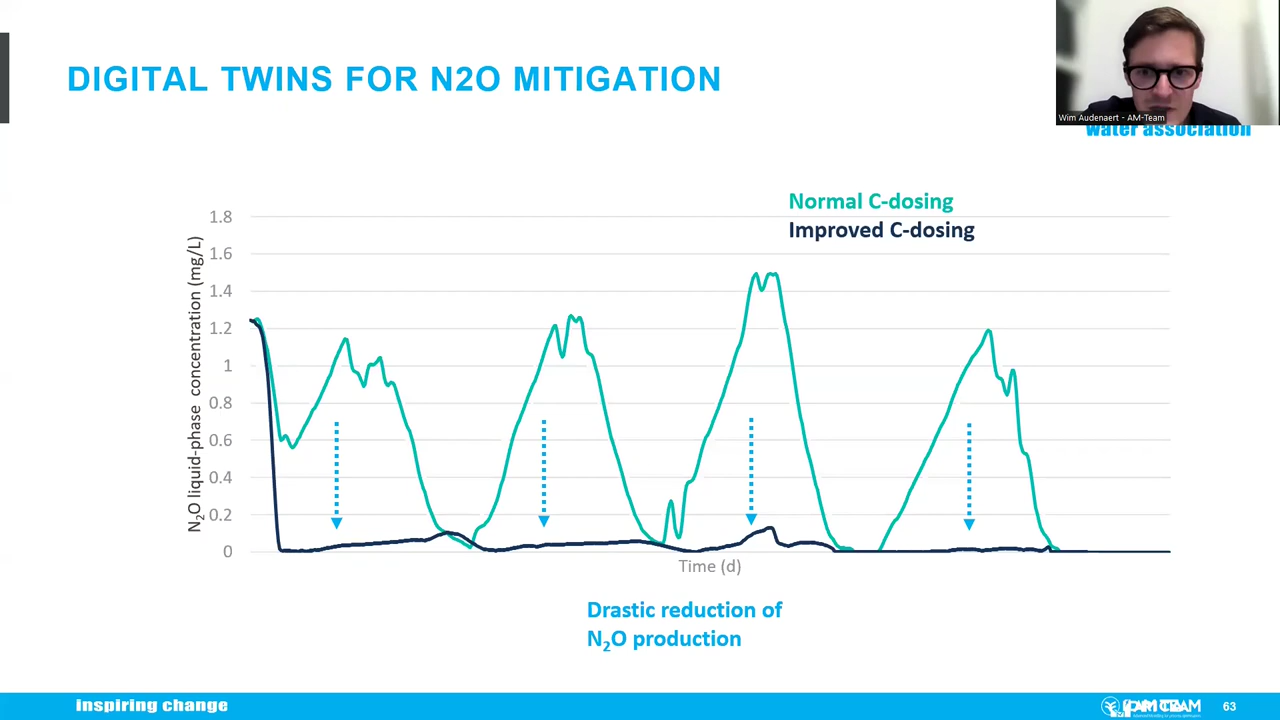 DIGITAL TWINS FOR N2O MITIGATION
Wim Audenaert - AM-Team
water association
Normal C-dosing
Improved C-dosing
N₂O liquid-phase concentration (mg/L)
1.8
1.6
1.4
1.2
1
0.8
0.6
0.4
0.2
0
Time (d)
Drastic reduction of
N₂O production
inspiring change
AM-TEAM
63